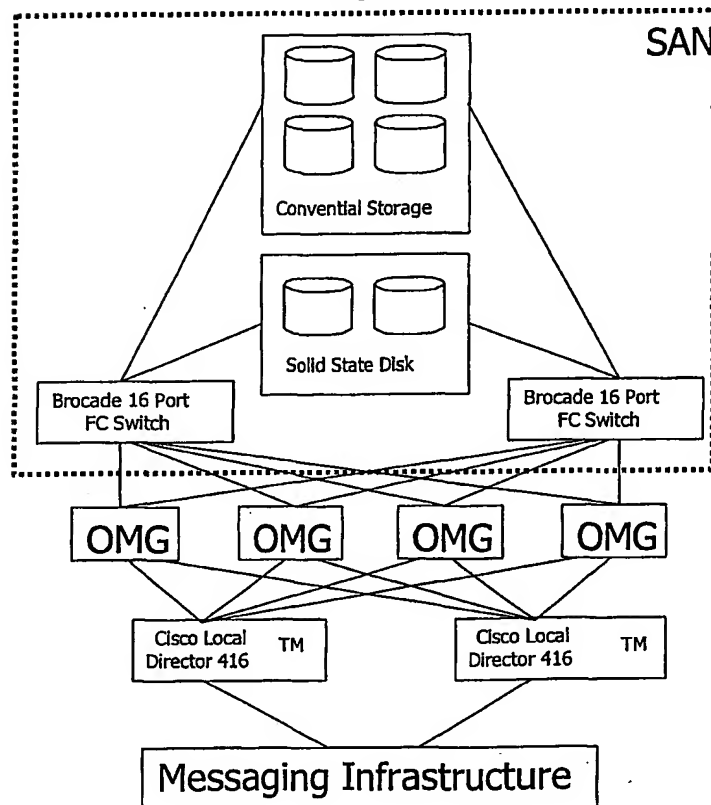 SAN
Convential Storage
Solid State Disk
Brocade 16 Port
FC Switch
Brocade 16 Port
FC Switch
OMG
OMG
OMG
OMG
Cisco Local
Director 416
TM
Cisco Local
Director 416
TM
Messaging Infrastructure